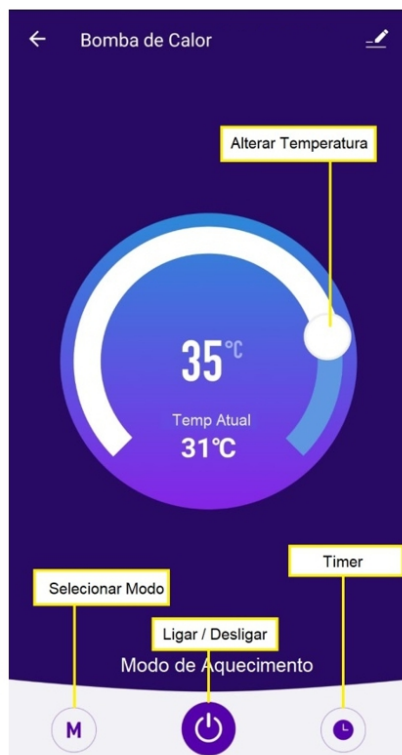 Bomba de Calor
Alterar Temperatura
35°C
Temp Atual
31°C
Timer
Selecionar Modo
Ligar / Desligar
Modo de Aquecimento
M